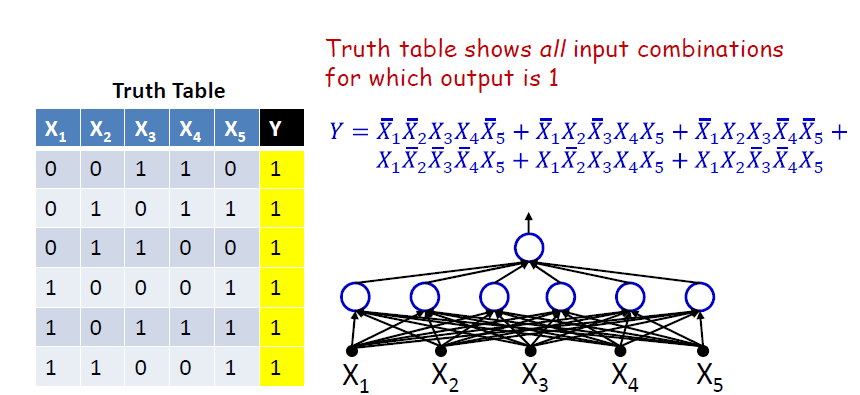 Truth table shows all input combinations
for which output is 1
Truth Table
X₁ X₂ X₃ X₄ X₅ Y
0 0 1 1 0 1
0 1 0 1 1 1
0 1 1 0 0 1
1 0 0 0 1 1
1 0 1 1 1 1
1 1 0 0 1 1
Y = X̄₁X̄₂X₃X₄X̄₅ + X̄₁X₂X̄₃X₄X₅ + X̄₁X₂X₃X̄₄X̄₅ +
X₁X̄₂X̄₃X̄₄X₅ + X₁X̄₂X₃X₄X₅ + X₁X₂X̄₃X̄₄X₅
X₁ X₂ X₃ X₄ X₅